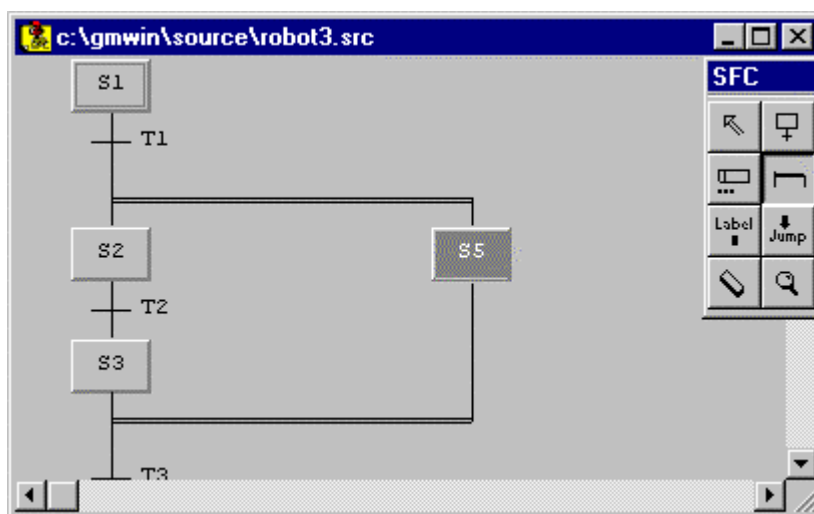 c:\gmwin\source\robot3.src
SFC
S1
T1
Label
Jump
S2
S5
T2
S3
T3